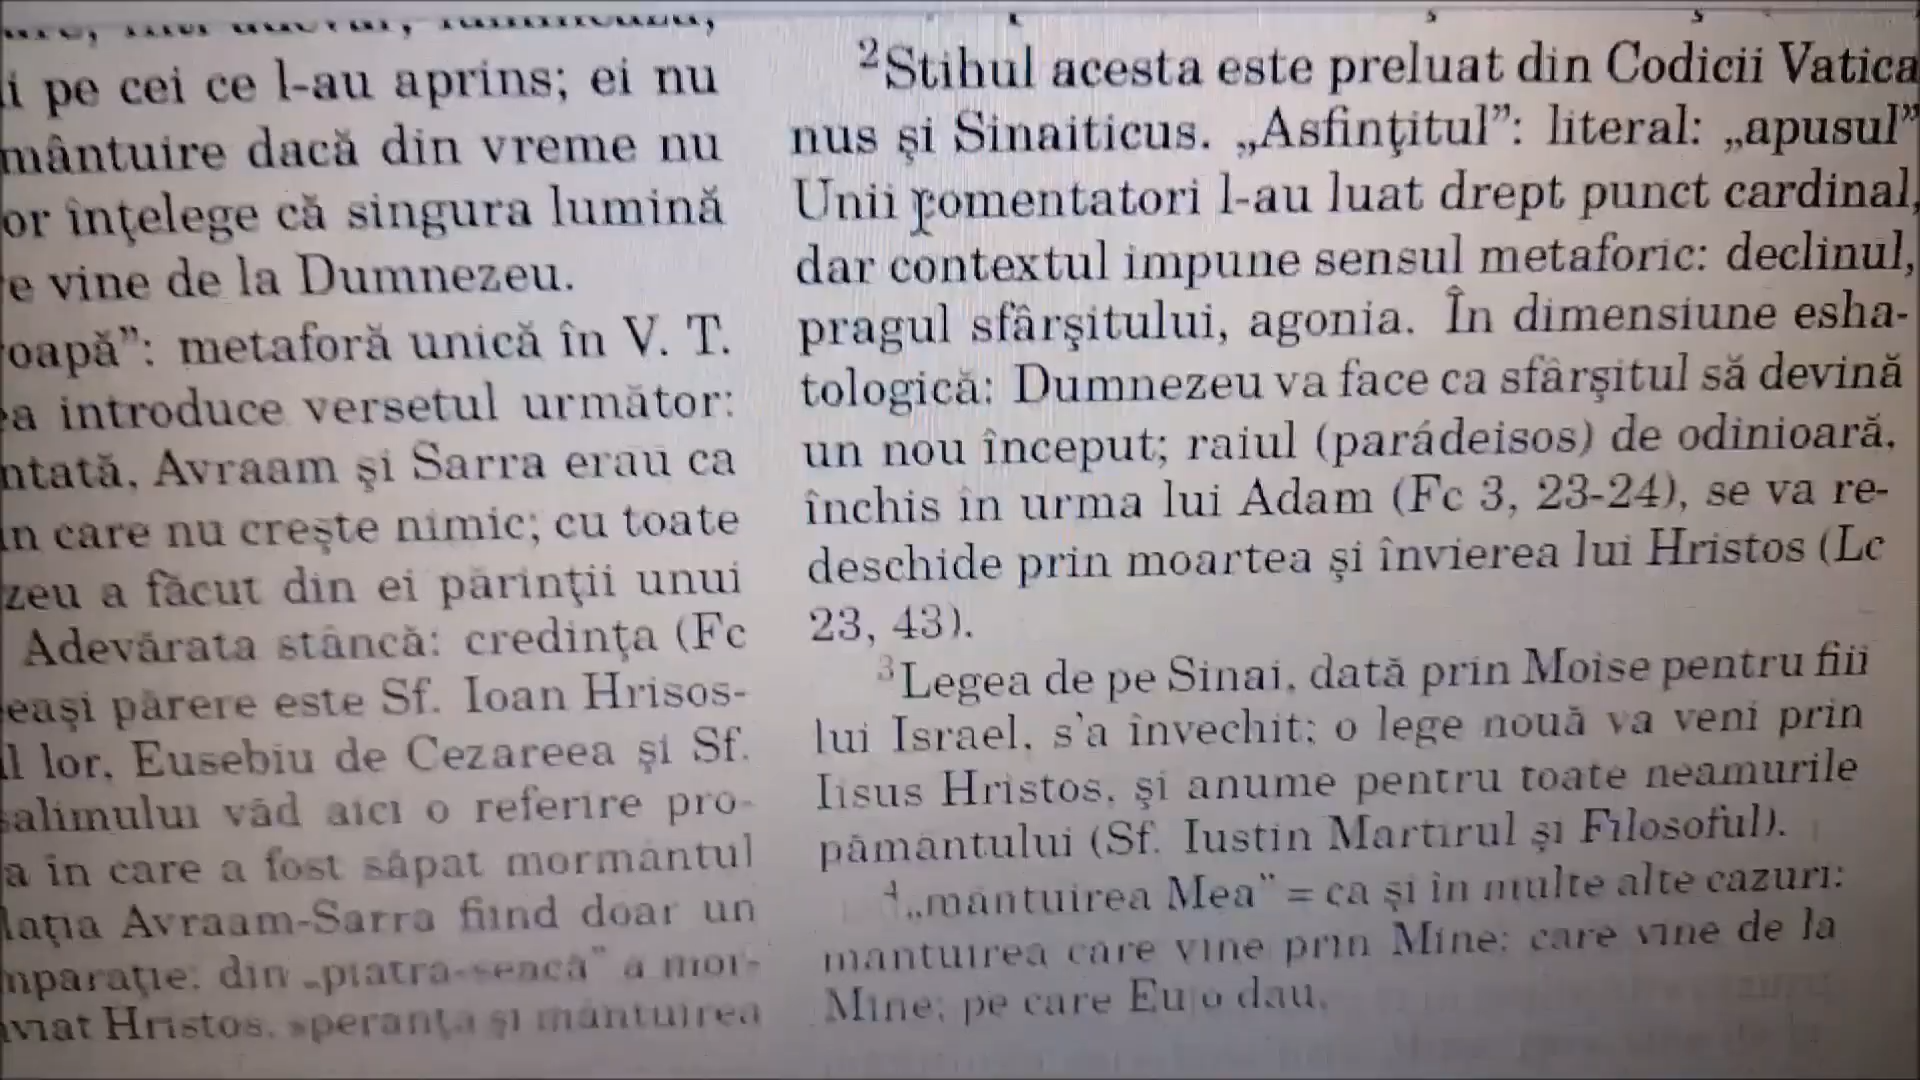 i pe cei ce l-au aprins; ei nu
mântuire dacă din vreme nu
or înţelege că singura lumină
e vine de la Dumnezeu.
oapă”: metaforă unică în V. T.
ea introduce versetul următor:
ntată, Avraam şi Sarra erau ca
in care nu creşte nimic; cu toate
zeu a făcut din ei părinţii unui
Adevărata stâncă: credinţa (Fc
eaşi părere este Sf. Ioan Hrisos-
l lor, Eusebiu de Cezareea şi Sf.
salimului văd aici o referire pro-
a în care a fost săpat mormântul
laţia Avraam-Sarra fiind doar un
mparaţie: din „piatra-seacă” a mor-
viat Hristos, speranţa şi mântuirea
²Stihul acesta este preluat din Codicii Vatica
nus şi Sinaiticus. „Asfinţitul”: literal: „apusul”
Unii comentatori l-au luat drept punct cardinal,
dar contextul impune sensul metaforic: declinul,
pragul sfârşitului, agonia. În dimensiune esha-
tologică: Dumnezeu va face ca sfârşitul să devină
un nou început; raiul (parádeisos) de odinioară,
închis în urma lui Adam (Fc 3, 23-24), se va re-
deschide prin moartea şi învierea lui Hristos (Lc
23, 43).
³Legea de pe Sinai, dată prin Moise pentru fiii
lui Israel, s'a învechit; o lege nouă va veni prin
Iisus Hristos, şi anume pentru toate neamurile
pământului (Sf. Iustin Martirul şi Filosoful).
⁴„mântuirea Mea” = ca şi în multe alte cazuri:
mântuirea care vine prin Mine; care vine de la
Mine; pe care Eu o dau.